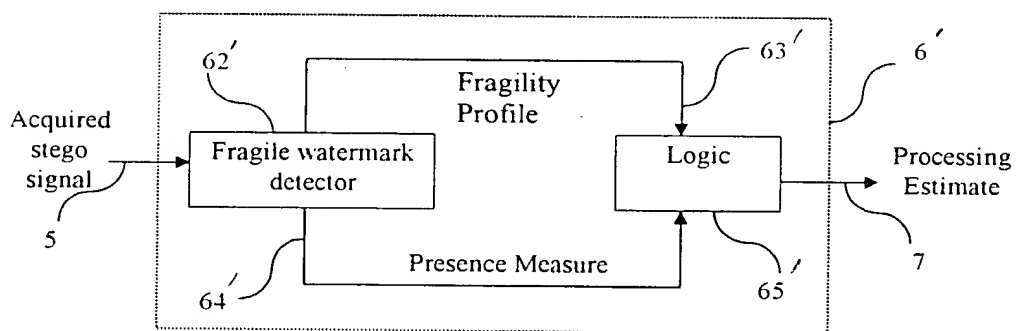 62′
63′
6′
Fragility
Profile
Acquired
stego
signal
Fragile watermark
detector
Logic
Processing
Estimate
5
7
Presence Measure
64′
65′